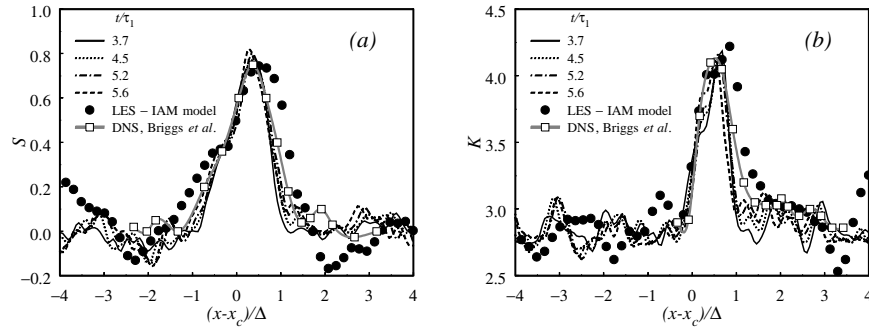 t/τ1
3.7
4.5
5.2
5.6
LES − IAM model
DNS, Briggs et al.
(a)
S
1.0
0.8
0.6
0.4
0.2
0.0
−0.2
−4 −3 −2 −1 0 1 2 3 4
(x-xc)/Δ
t/τ1
3.7
4.5
5.2
5.6
LES − IAM model
DNS, Briggs et al.
(b)
K
4.5
4.0
3.5
3.0
2.5
−4 −3 −2 −1 0 1 2 3 4
(x-xc)/Δ